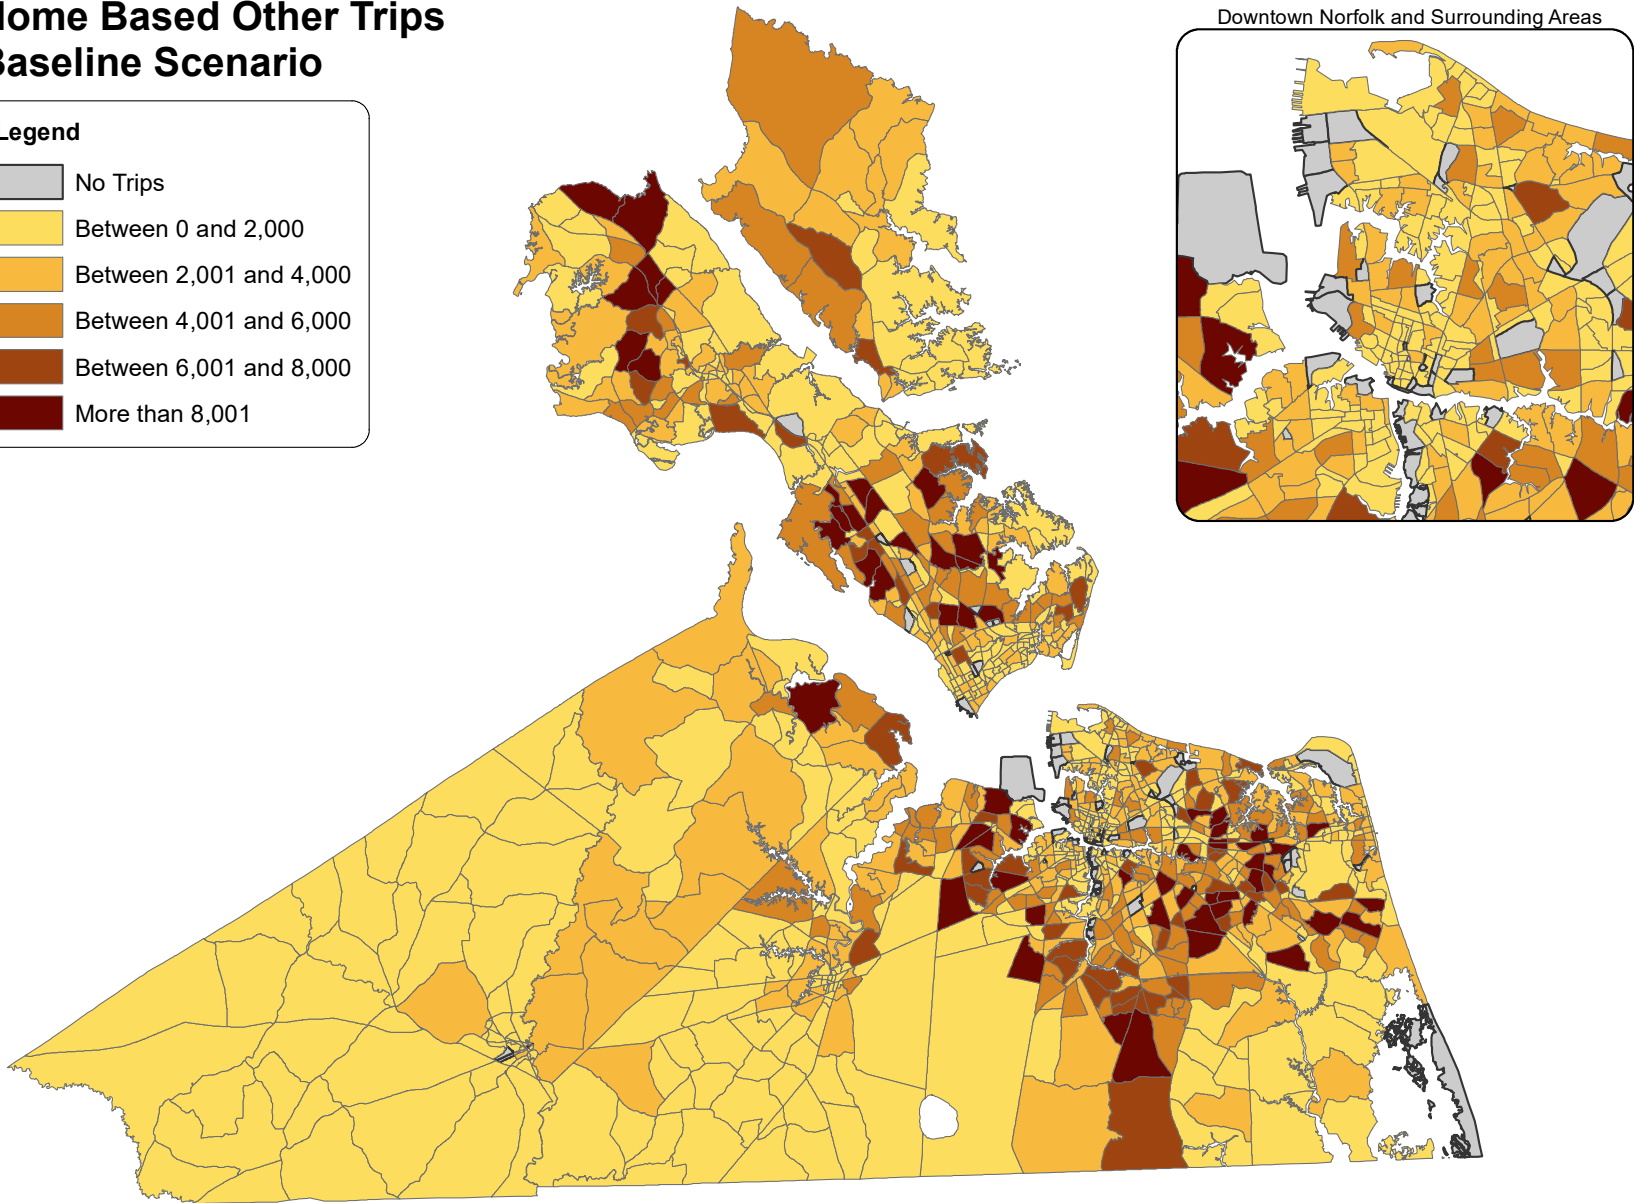 Home Based Other Trips
Baseline Scenario
Legend
No Trips
Between 0 and 2,000
Between 2,001 and 4,000
Between 4,001 and 6,000
Between 6,001 and 8,000
More than 8,001
Downtown Norfolk and Surrounding Areas